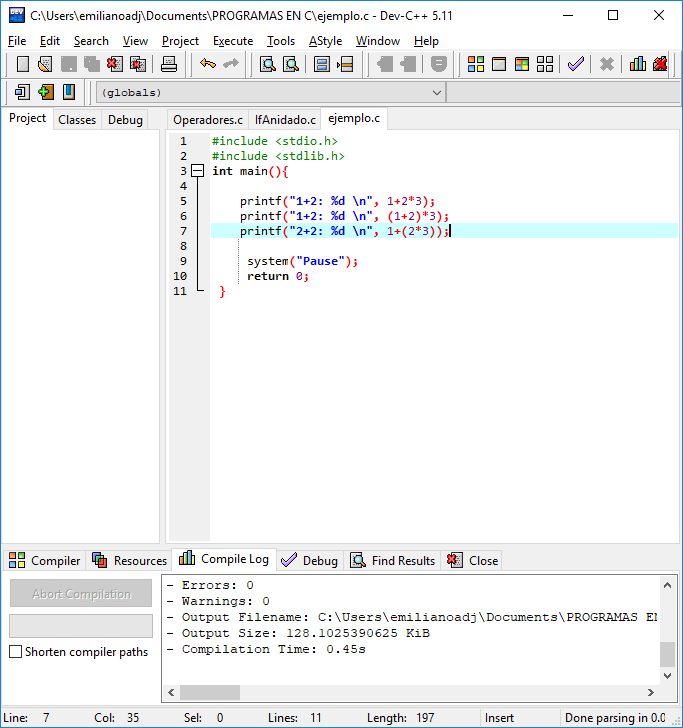 C:\Users\emilianoadj\Documents\PROGRAMAS EN C\ejemplo.c - Dev-C++ 5.11
File Edit Search View Project Execute Tools AStyle Window Help
(globals)
Project Classes Debug
Operadores.c IfAnidado.c ejemplo.c
1 #include <stdio.h>
2 #include <stdlib.h>
3 int main(){
4
5 printf("1+2: %d \n", 1+2*3);
6 printf("1+2: %d \n", (1+2)*3);
7 printf("2+2: %d \n", 1+(2*3));
8
9 system("Pause");
10 return 0;
11 }
Compiler Resources Compile Log Debug Find Results Close
Abort Compilation
Shorten compiler paths
- Errors: 0
- Warnings: 0
- Output Filename: C:\Users\emilianoadj\Documents\PROGRAMAS EN
- Output Size: 128.1025390625 KiB
- Compilation Time: 0.45s
Line: 7 Col: 35 Sel: 0 Lines: 11 Length: 197 Insert Done parsing in 0.0